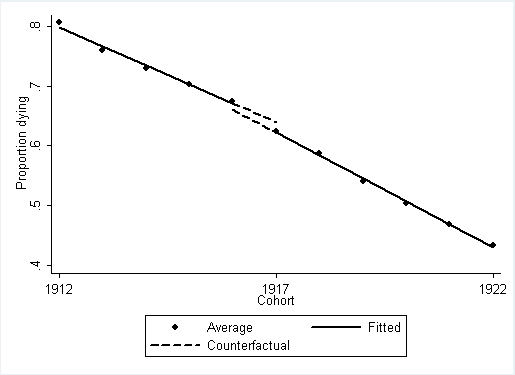 .8
.7
.6
.5
.4
Proportion dying
1912
1917
1922
Cohort
Average
Fitted
Counterfactual